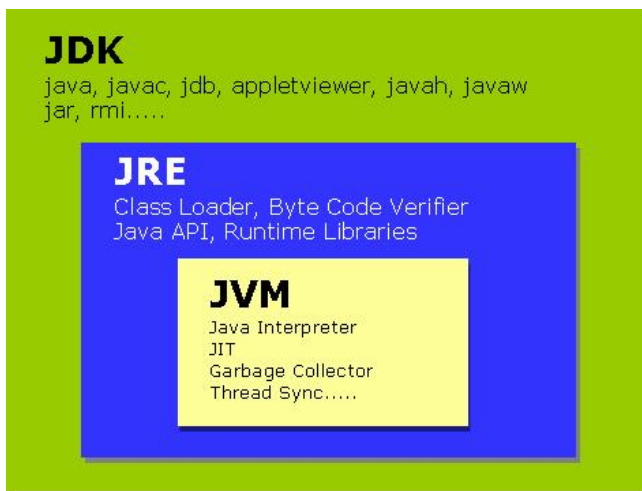 JDK
java, javac, jdb, appletviewer, javah, javaw
jar, rmi.....
JRE
Class Loader, Byte Code Verifier
Java API, Runtime Libraries
JVM
Java Interpreter
JIT
Garbage Collector
Thread Sync.....